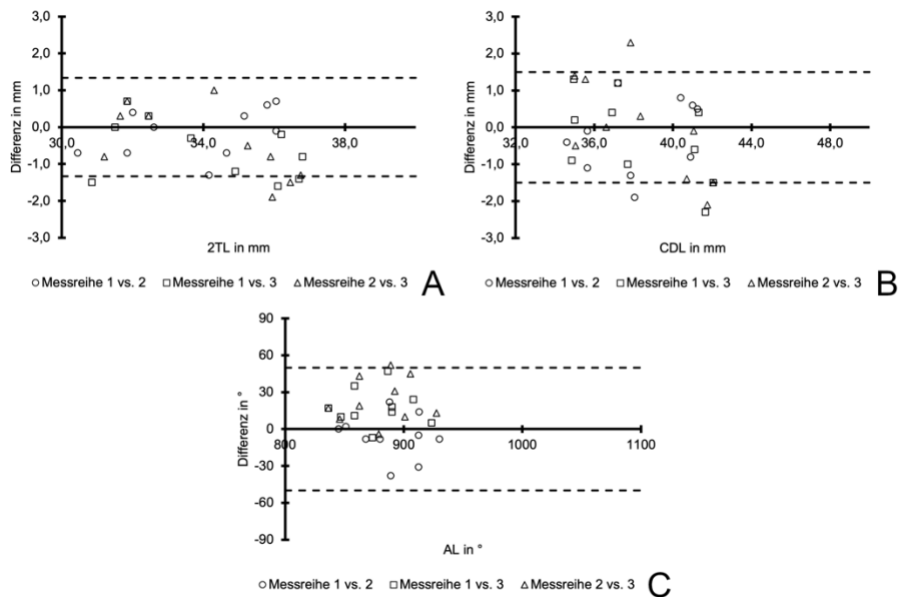 3,0
2,0
1,0
0,0
-1,0
-2,0
-3,0
30,0 34,0 38,0
Differenz in mm
2TL in mm
○ Messreihe 1 vs. 2 □ Messreihe 1 vs. 3 △ Messreihe 2 vs. 3
A
3,0
2,0
1,0
0,0
-1,0
-2,0
-3,0
32,0 36,0 40,0 44,0 48,0
Differenz in mm
CDL in mm
○ Messreihe 1 vs. 2 □ Messreihe 1 vs. 3 △ Messreihe 2 vs. 3
B
90
60
30
0
-30
-60
-90
800 900 1000 1100
Differenz in °
AL in °
○ Messreihe 1 vs. 2 □ Messreihe 1 vs. 3 △ Messreihe 2 vs. 3
C